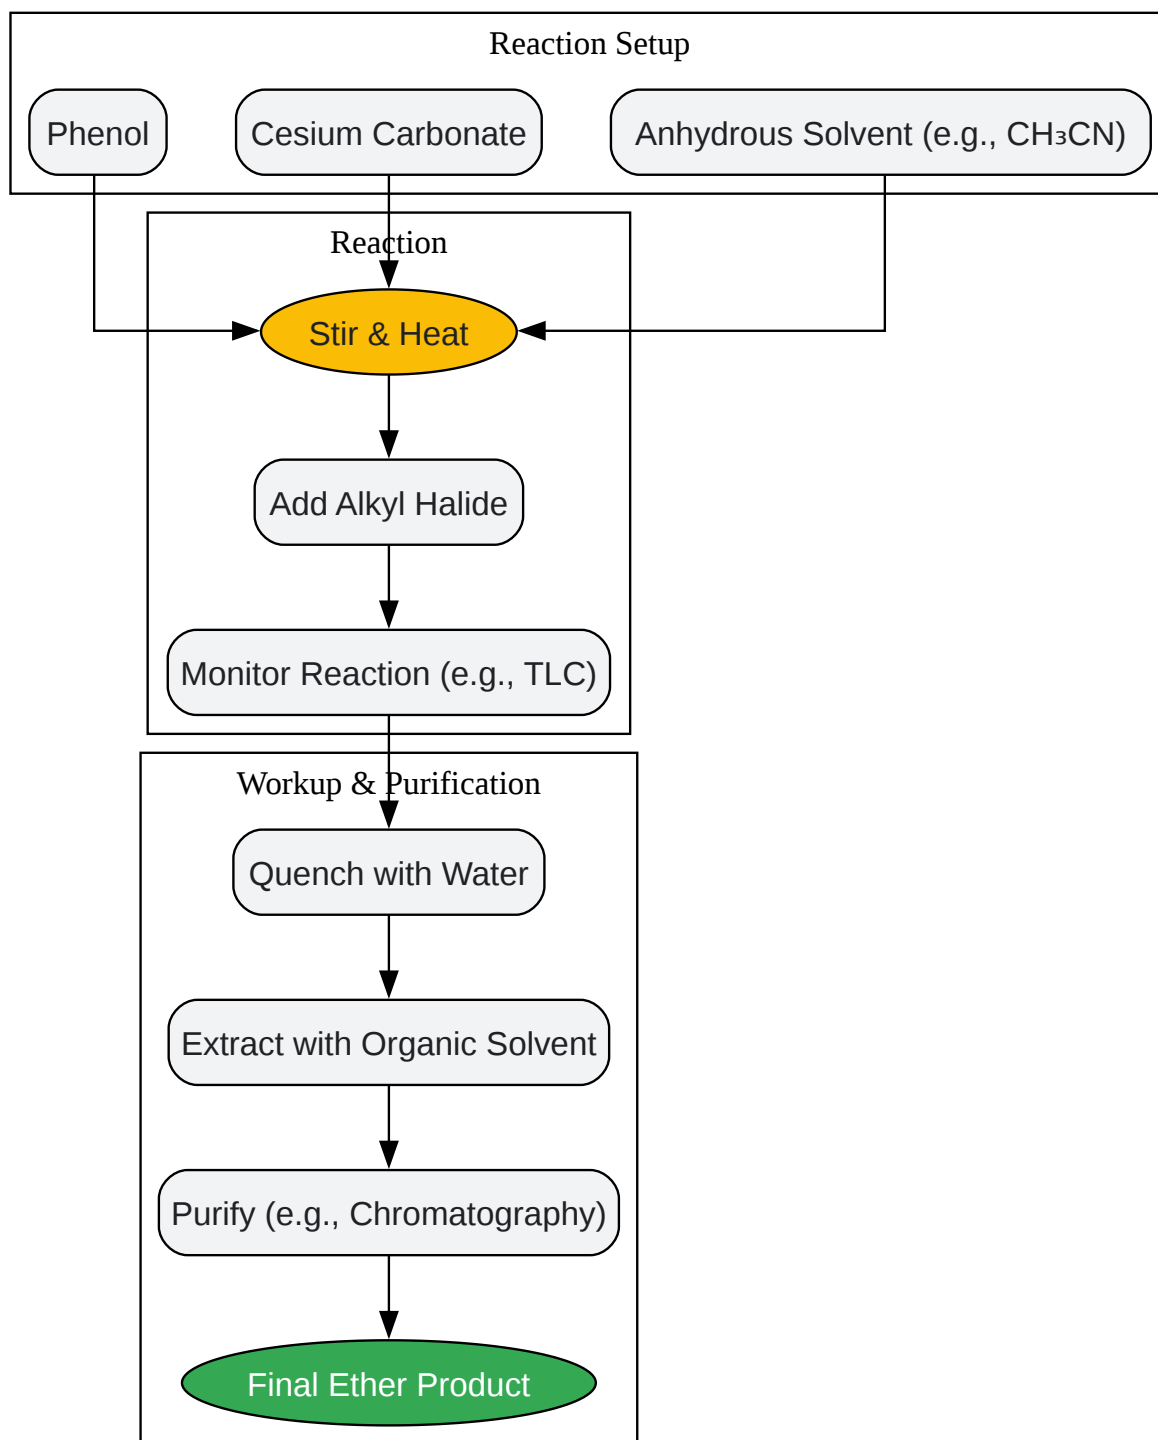 Reaction Setup
Phenol
Cesium Carbonate
Anhydrous Solvent (e.g., CH₃CN)
Reaction
Stir & Heat
Add Alkyl Halide
Monitor Reaction (e.g., TLC)
Workup & Purification
Quench with Water
Extract with Organic Solvent
Purify (e.g., Chromatography)
Final Ether Product